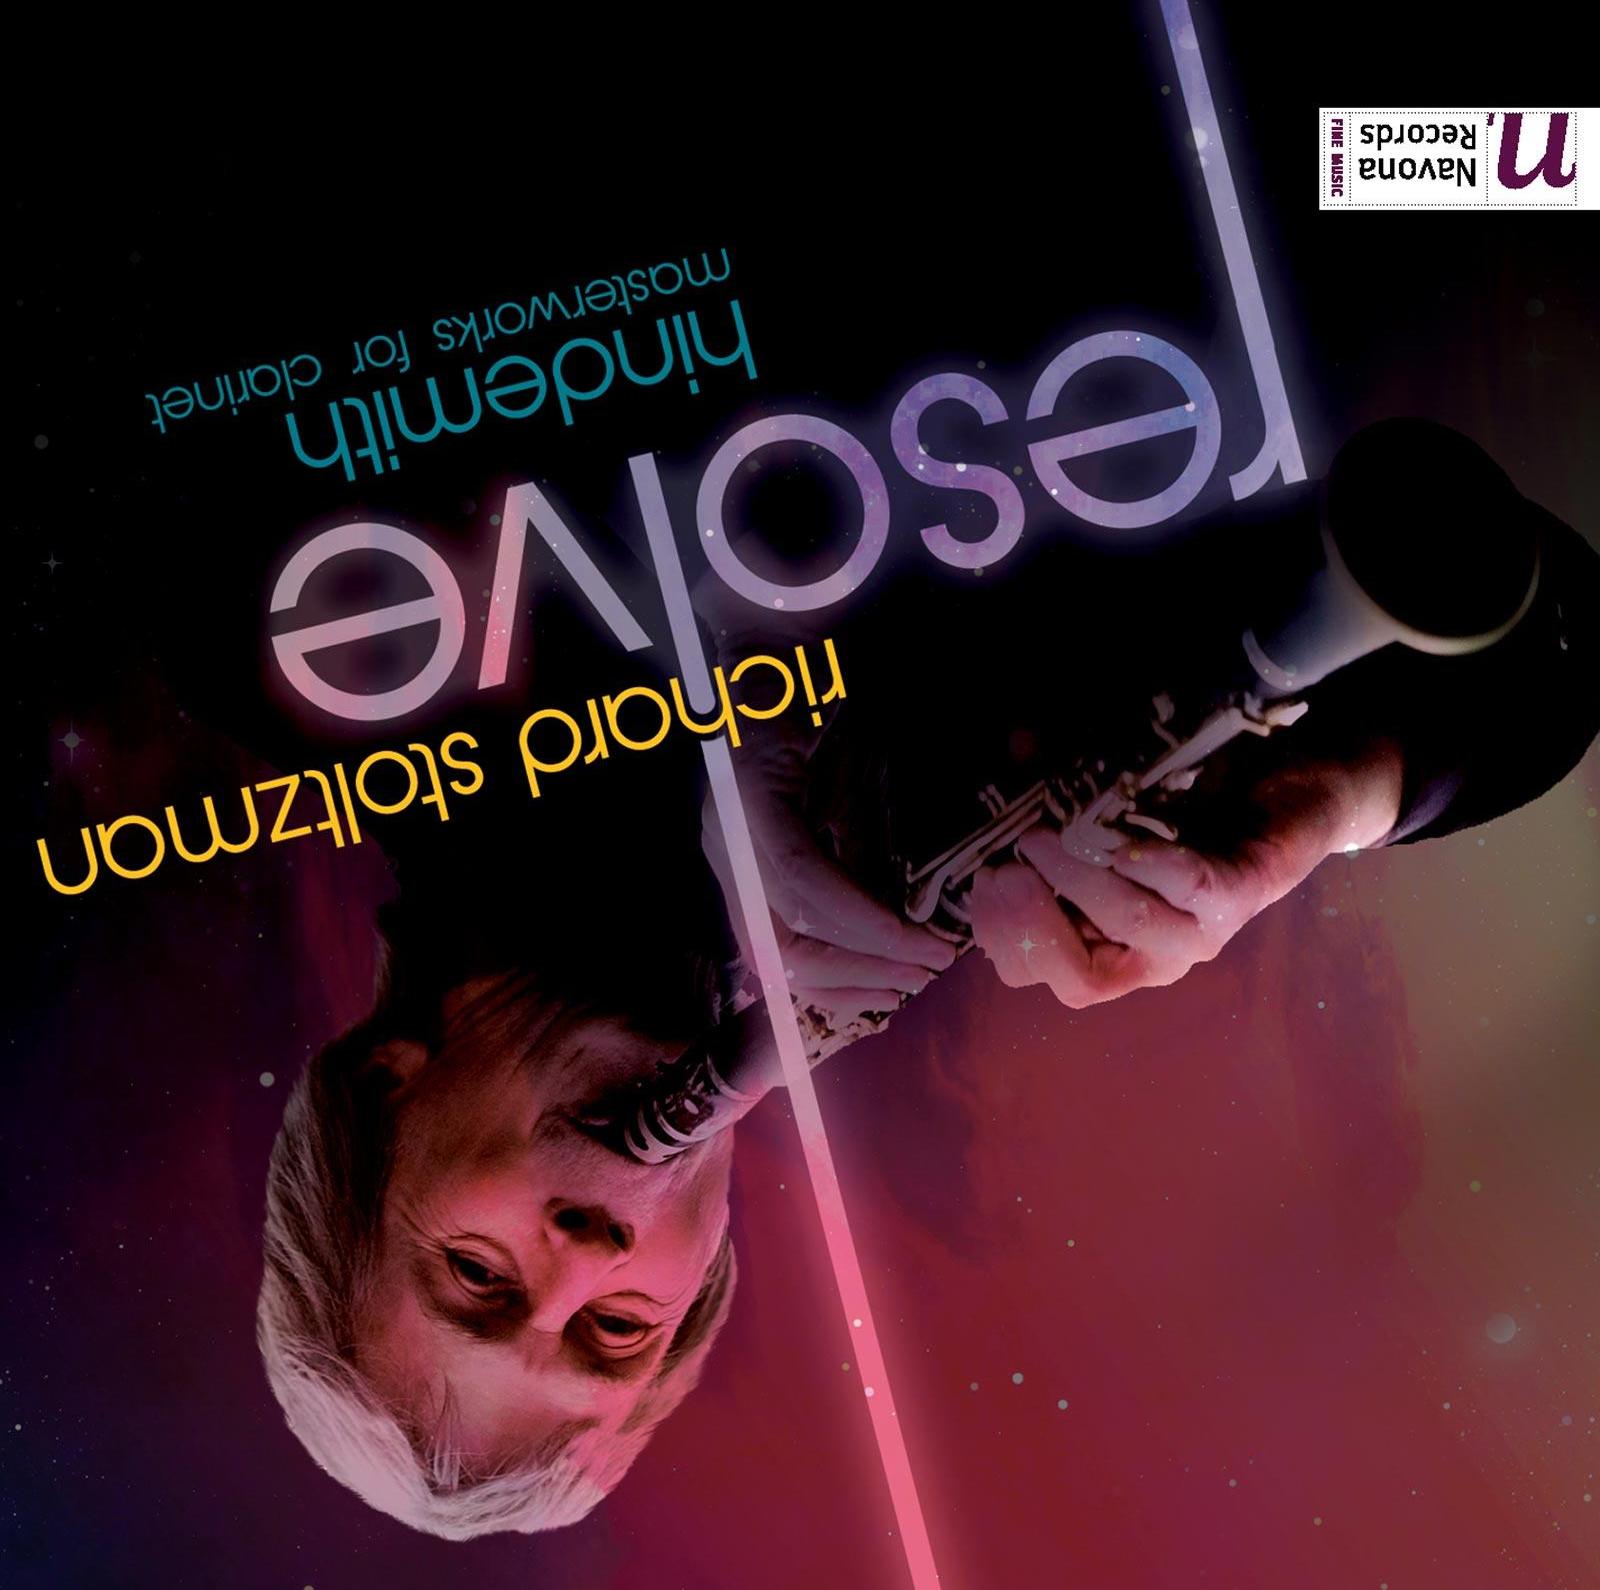 richard stoltzman
resolve
hindemith
masterworks for clarinet
n
Navona
Records
FINE MUSIC